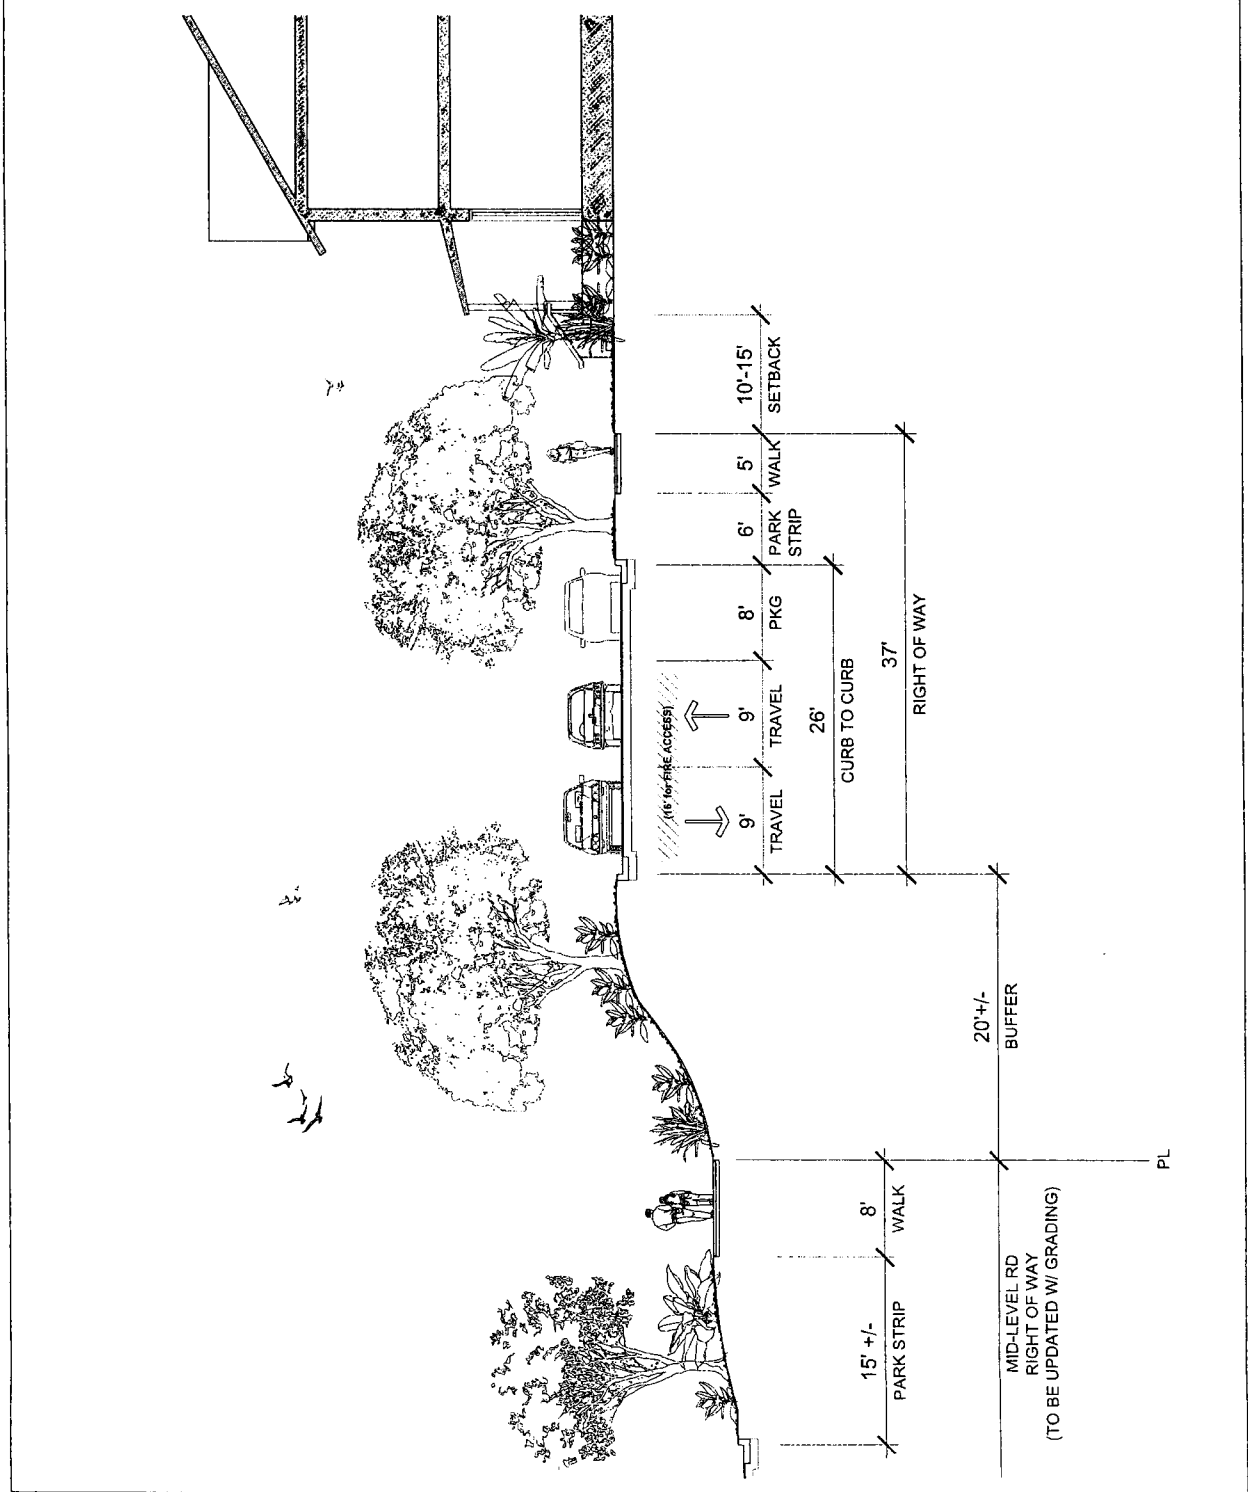 15' +/-
PARK STRIP
8'
WALK
MID-LEVEL RD
RIGHT OF WAY
(TO BE UPDATED W/ GRADING)
PL
20'+/-
BUFFER
(16' for FIRE ACCESS)
9'
TRAVEL
9'
TRAVEL
8'
PKG
6'
PARK
STRIP
5'
WALK
10'-15'
SETBACK
26'
CURB TO CURB
37'
RIGHT OF WAY